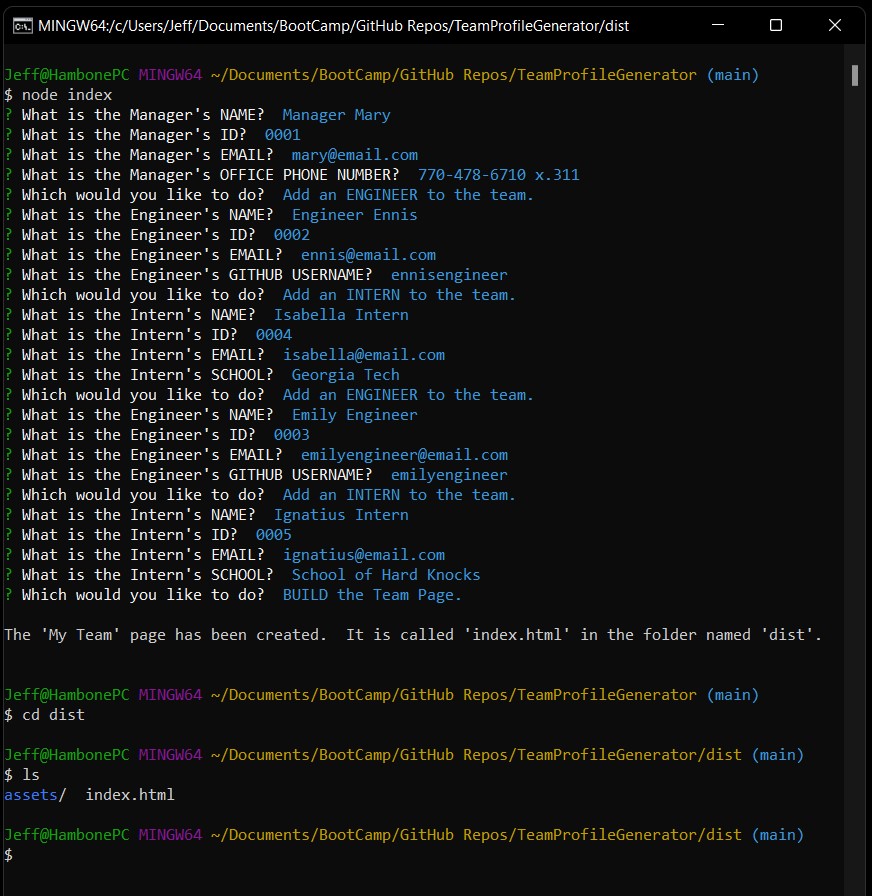 MINGW64:/c/Users/Jeff/Documents/BootCamp/GitHub Repos/TeamProfileGenerator/dist
Jeff@HambonePC MINGW64 ~/Documents/BootCamp/GitHub Repos/TeamProfileGenerator (main)
$ node index
? What is the Manager's NAME?  Manager Mary
? What is the Manager's ID?  0001
? What is the Manager's EMAIL?  mary@email.com
? What is the Manager's OFFICE PHONE NUMBER?  770-478-6710 x.311
? Which would you like to do?  Add an ENGINEER to the team.
? What is the Engineer's NAME?  Engineer Ennis
? What is the Engineer's ID?  0002
? What is the Engineer's EMAIL?  ennis@email.com
? What is the Engineer's GITHUB USERNAME?  ennisengineer
? Which would you like to do?  Add an INTERN to the team.
? What is the Intern's NAME?  Isabella Intern
? What is the Intern's ID?  0004
? What is the Intern's EMAIL?  isabella@email.com
? What is the Intern's SCHOOL?  Georgia Tech
? Which would you like to do?  Add an ENGINEER to the team.
? What is the Engineer's NAME?  Emily Engineer
? What is the Engineer's ID?  0003
? What is the Engineer's EMAIL?  emilyengineer@email.com
? What is the Engineer's GITHUB USERNAME?  emilyengineer
? Which would you like to do?  Add an INTERN to the team.
? What is the Intern's NAME?  Ignatius Intern
? What is the Intern's ID?  0005
? What is the Intern's EMAIL?  ignatius@email.com
? What is the Intern's SCHOOL?  School of Hard Knocks
? Which would you like to do?  BUILD the Team Page.
The 'My Team' page has been created.  It is called 'index.html' in the folder named 'dist'.
Jeff@HambonePC MINGW64 ~/Documents/BootCamp/GitHub Repos/TeamProfileGenerator (main)
$ cd dist
Jeff@HambonePC MINGW64 ~/Documents/BootCamp/GitHub Repos/TeamProfileGenerator/dist (main)
$ ls
assets/  index.html
Jeff@HambonePC MINGW64 ~/Documents/BootCamp/GitHub Repos/TeamProfileGenerator/dist (main)
$